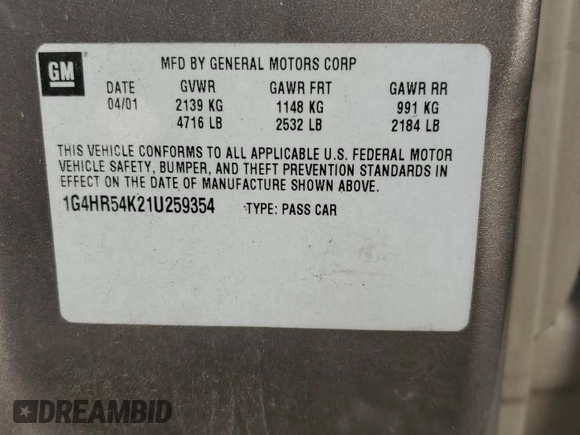 GM
MFD BY GENERAL MOTORS CORP
DATE GVWR GAWR FRT GAWR RR
04/01 2139 KG 1148 KG 991 KG
4716 LB 2532 LB 2184 LB
THIS VEHICLE CONFORMS TO ALL APPLICABLE U.S. FEDERAL MOTOR
VEHICLE SAFETY, BUMPER, AND THEFT PREVENTION STANDARDS IN
EFFECT ON THE DATE OF MANUFACTURE SHOWN ABOVE.
1G4HR54K21U259354 TYPE: PASS CAR
DREAMBID